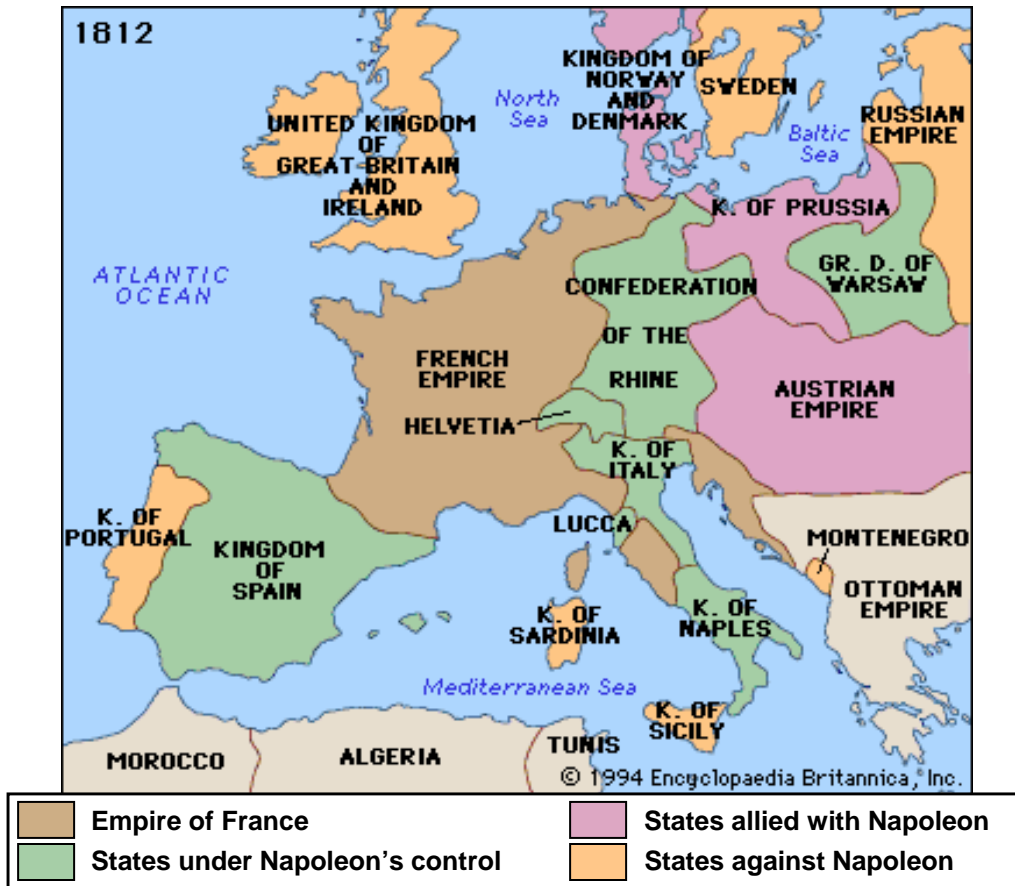 1812
KINGDOM OF
NORWAY
AND
DENMARK
SWEDEN
North
Sea
RUSSIAN
EMPIRE
Baltic
Sea
UNITED KINGDOM
OF
GREAT BRITAIN
AND
IRELAND
K. OF PRUSSIA
GR. D. OF
WARSAW
ATLANTIC
OCEAN
CONFEDERATION
OF THE
RHINE
FRENCH
EMPIRE
AUSTRIAN
EMPIRE
HELVETIA
K. OF
ITALY
K. OF
PORTUGAL
KINGDOM
OF
SPAIN
LUCCA
MONTENEGRO
OTTOMAN
EMPIRE
K. OF
SARDINIA
K. OF
NAPLES
Mediterranean Sea
K. OF
SICILY
MOROCCO
ALGERIA
TUNIS
© 1994 Encyclopaedia Britannica, Inc.
Empire of France
States under Napoleon’s control
States allied with Napoleon
States against Napoleon